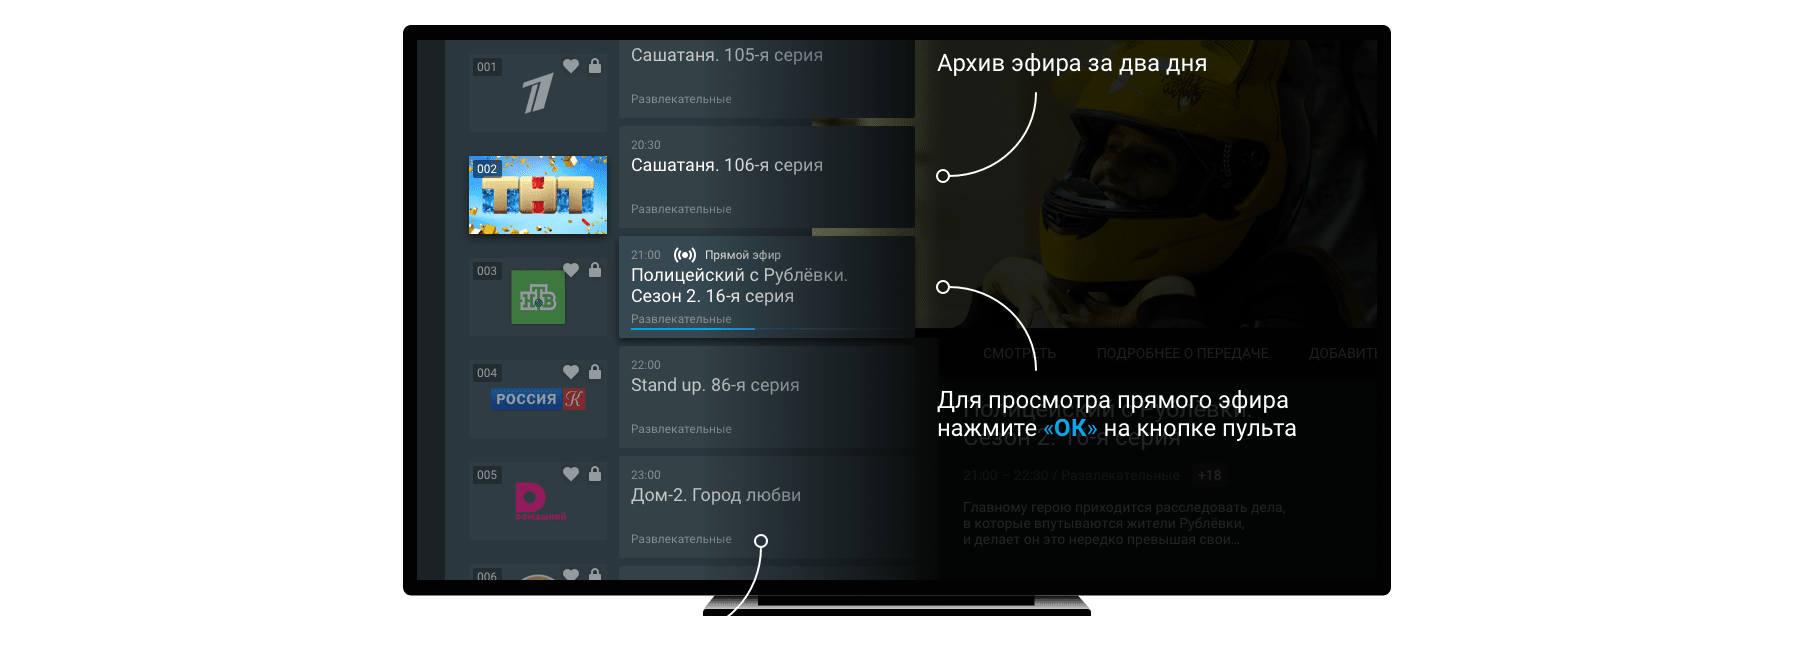 001
1
002
ТНТ
003
НТВ
004
РОССИЯ К
005
D
ДОМАШНИЙ
006
Сашатаня. 105-я серия
Развлекательные
20:30
Сашатаня. 106-я серия
Развлекательные
21:00 Прямой эфир
Полицейский с Рублёвки.
Сезон 2. 16-я серия
Развлекательные
22:00
Stand up. 86-я серия
Развлекательные
23:00
Дом-2. Город любви
Развлекательные
Архив эфира за два дня
СМОТРЕТЬ ПОДРОБНЕЕ О ПЕРЕДАЧЕ ДОБАВИТЬ
Для просмотра прямого эфира
нажмите «ОК» на кнопке пульта
Полицейский с Рублёвки.
Сезон 2. 16-я серия
21:00 – 22:30 / Развлекательные +18
Главному герою приходится расследовать дела,
в которые впутываются жители Рублёвки,
и делает он это нередко превышая свои...